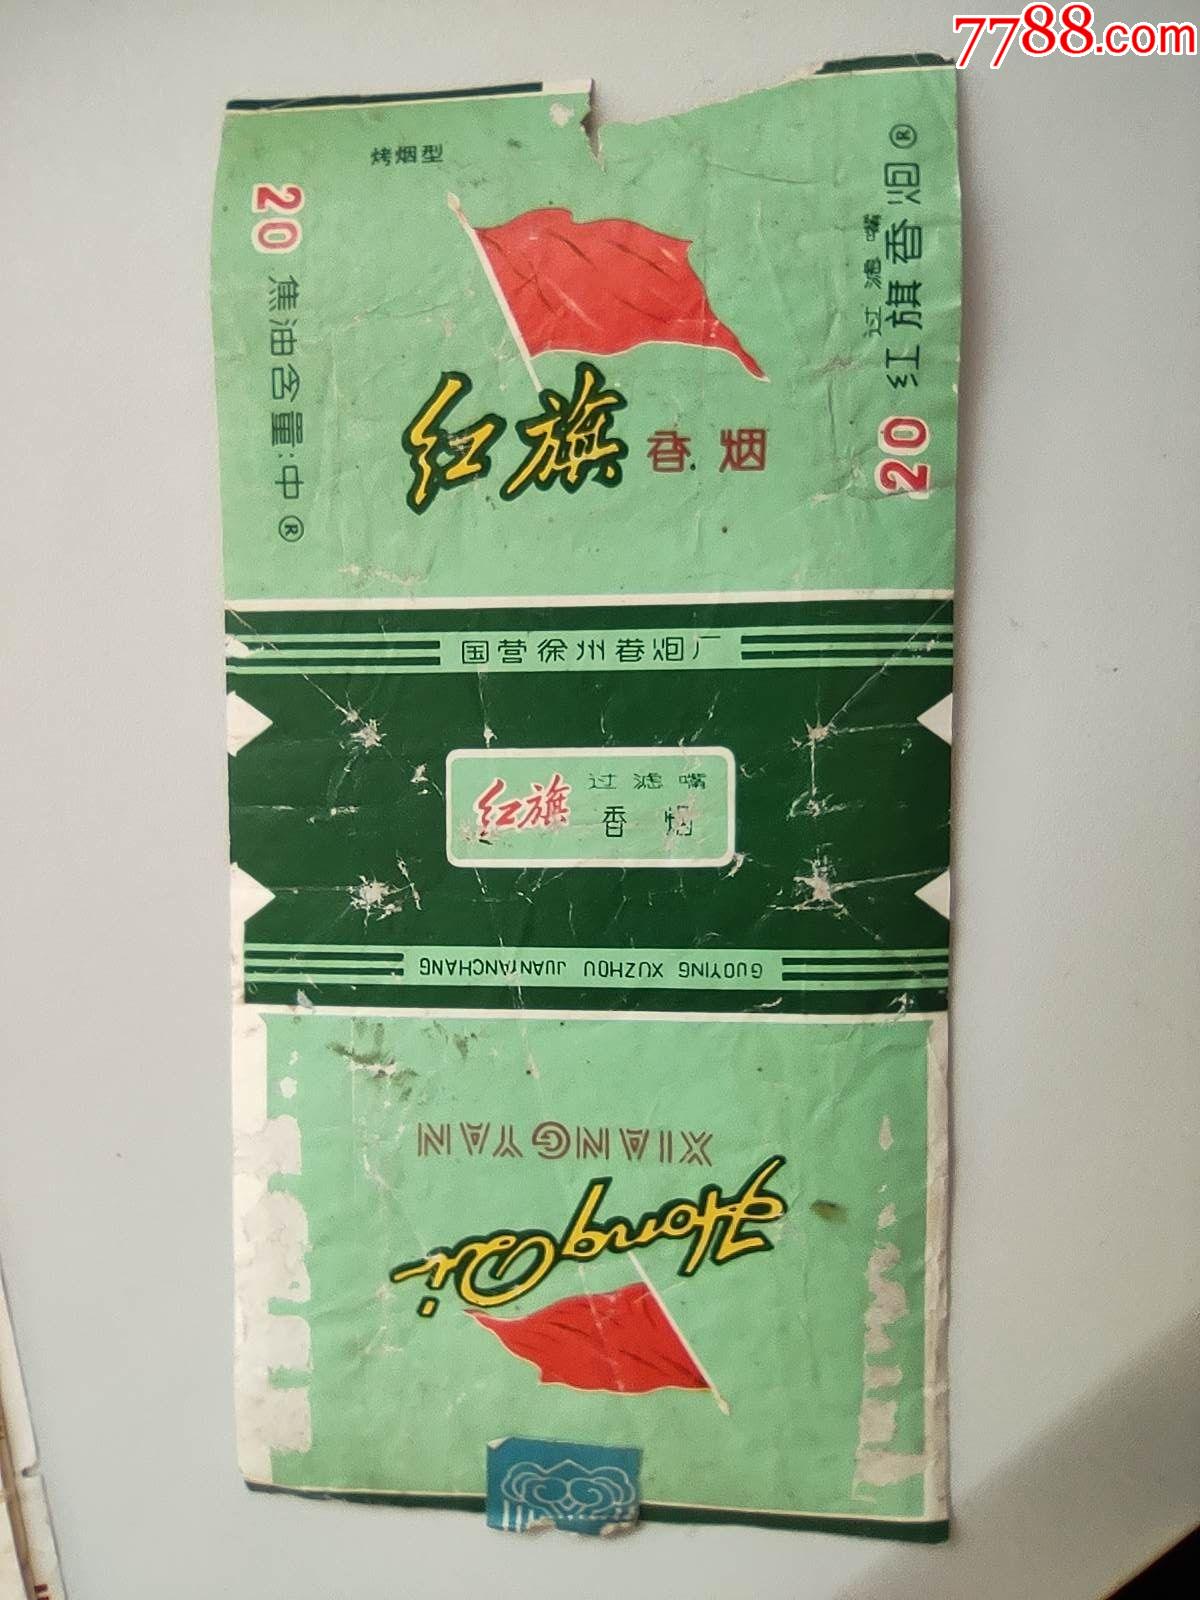 7788.com
烤烟型
20 焦油含量:中 ®
红旗 香烟
20 红旗香烟 ®
过滤嘴
国营徐州卷烟厂
红旗 过滤嘴
香烟
GUOYING XUZHOU JUANYANCHANG
XIANGYAN
HongQi